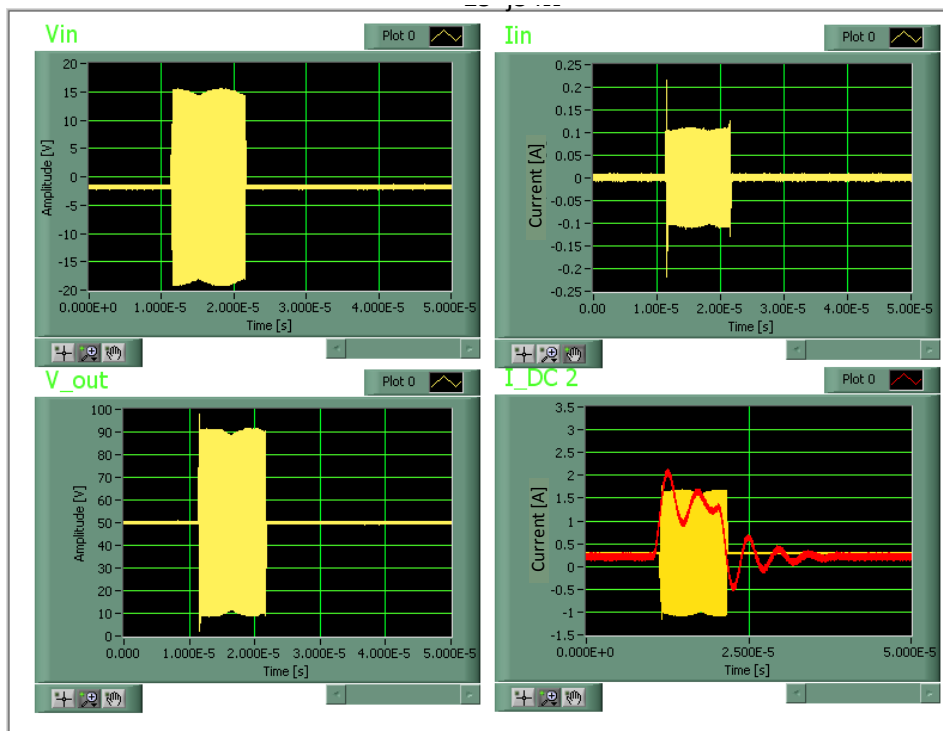 Vin
Plot 0
20
15
10
5
0
-5
-10
-15
-20
Amplitude [V]
0.000E+0 1.000E-5 2.000E-5 3.000E-5 4.000E-5 5.000E-5
Time [s]
Iin
Plot 0
0.25
0.2
0.15
0.1
0.05
0
-0.05
-0.1
-0.15
-0.2
-0.25
Current [A]
0.00 1.00E-5 2.00E-5 3.00E-5 4.00E-5 5.00E-5
Time [s]
V_out
Plot 0
100
90
80
70
60
50
40
30
20
10
0
Amplitude [V]
0.000 1.000E-5 2.000E-5 3.000E-5 4.000E-5 5.000E-5
Time [s]
I_DC 2
Plot 0
3.5
3
2.5
2
1.5
1
0.5
0
-0.5
-1
-1.5
Current [A]
0.000E+0 2.500E-5 5.000E-5
Time [s]